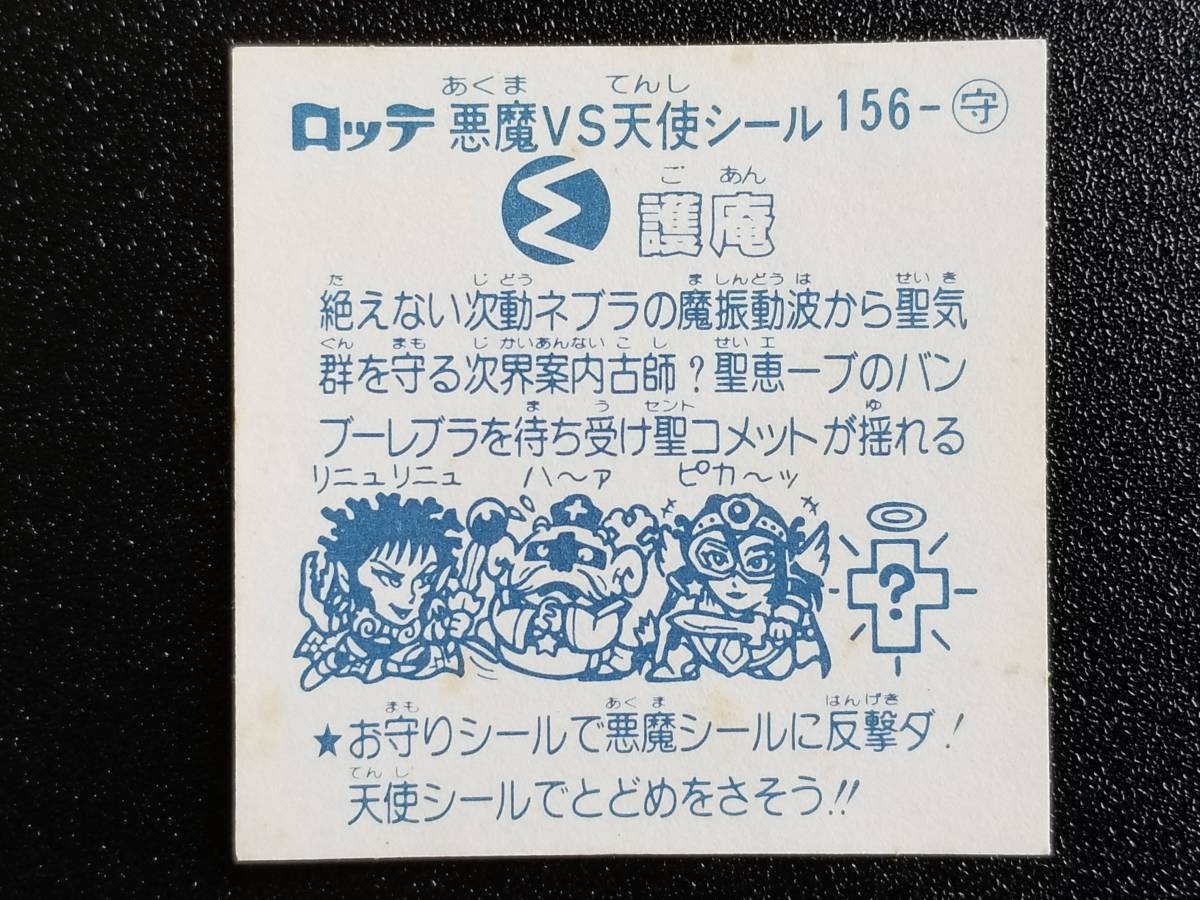 あくま てんし
ロッテ 悪魔VS天使シール 156-守
ご あん
護庵
た じどう ま しんどう は せい き
絶えない次動ネブラの魔振動波から聖気
ぐん まも じ かいあんない こ し せいエ
群を守る次界案内古師?聖恵一ブのバン
ま う セント ゆ
ブーレブラを待ち受け聖コメットが揺れる
リニュリニュ ハ〜ァ ピカ〜ッ
?
まも あく ま はんげき
★お守りシールで悪魔シールに反撃ダ!
てんし
天使シールでとどめをさそう!!